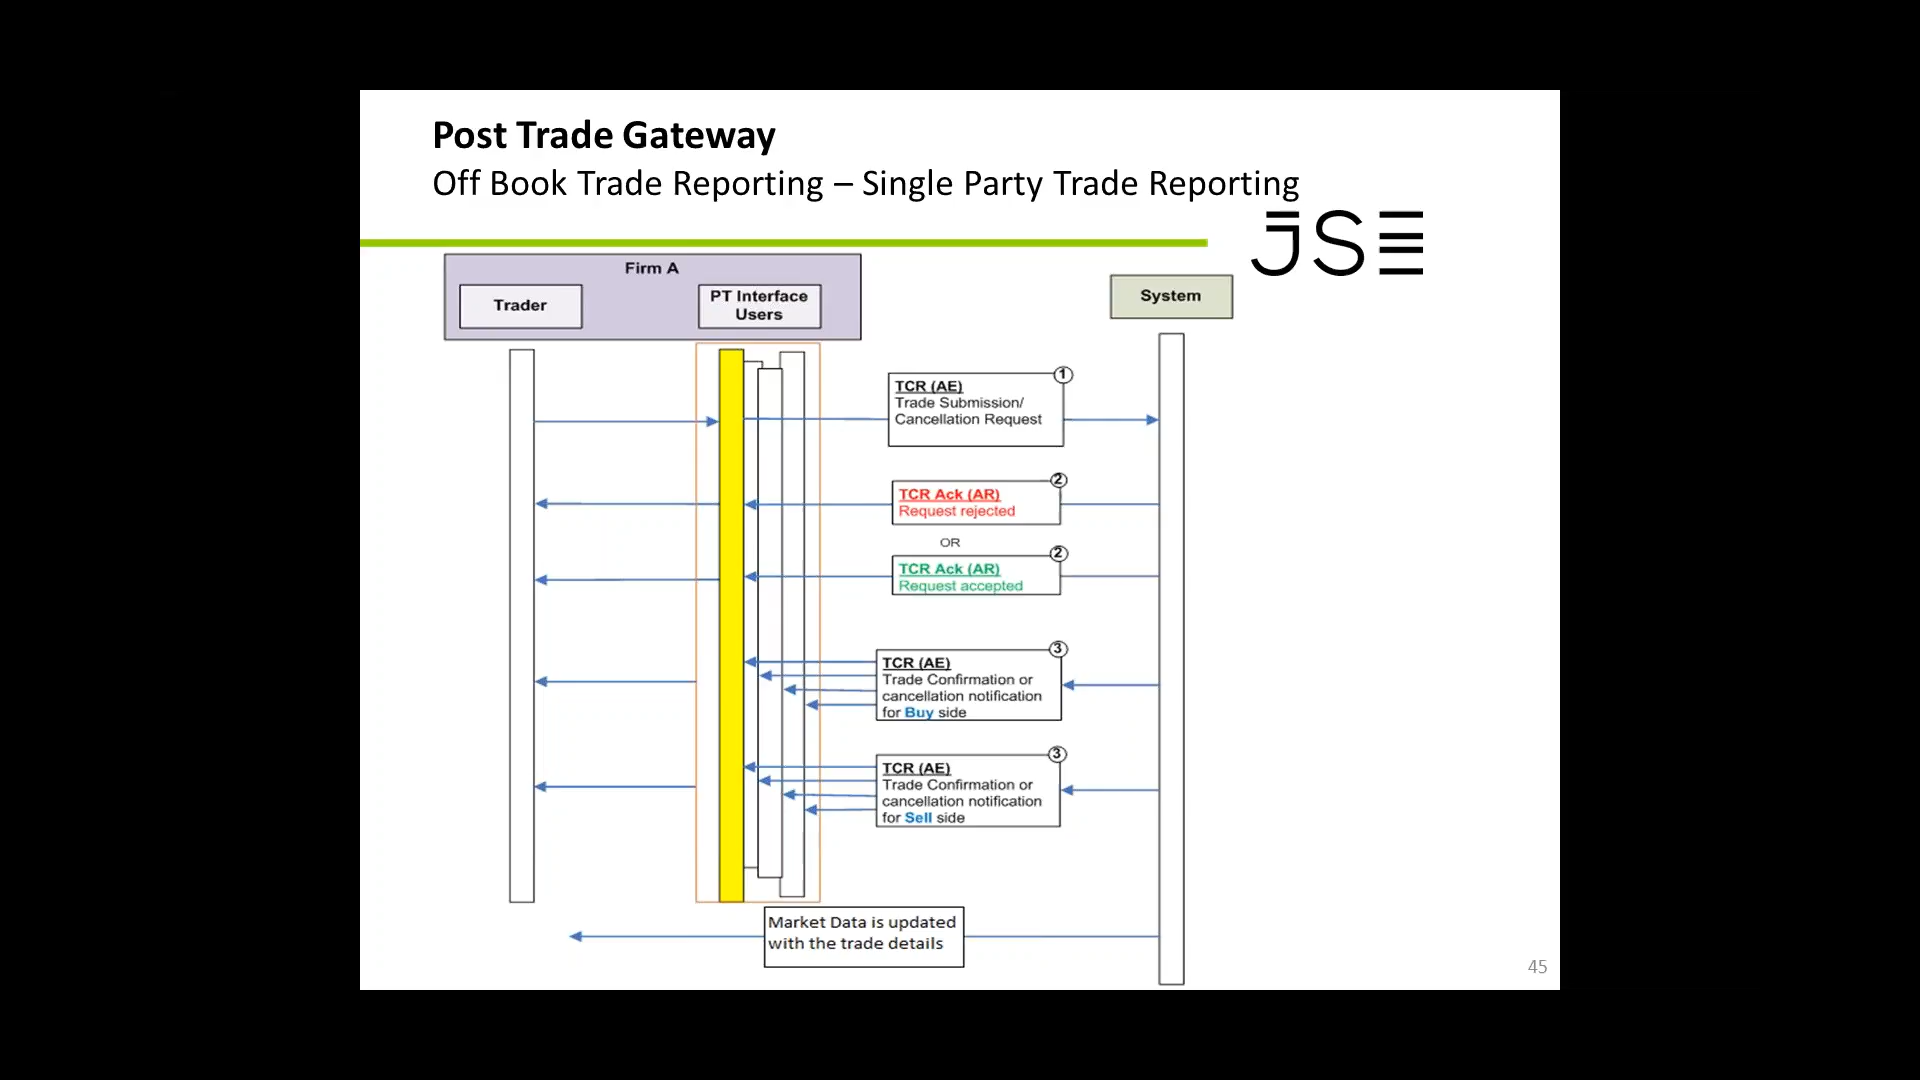 Post Trade Gateway
Off Book Trade Reporting – Single Party Trade Reporting
JSE
Firm A
Trader
PT Interface
Users
System
1
TCR (AE)
Trade Submission/
Cancellation Request
2
TCR Ack (AR)
Request rejected
OR
2
TCR Ack (AR)
Request accepted
3
TCR (AE)
Trade Confirmation or
cancellation notification
for Buy side
3
TCR (AE)
Trade Confirmation or
cancellation notification
for Sell side
Market Data is updated
with the trade details
45